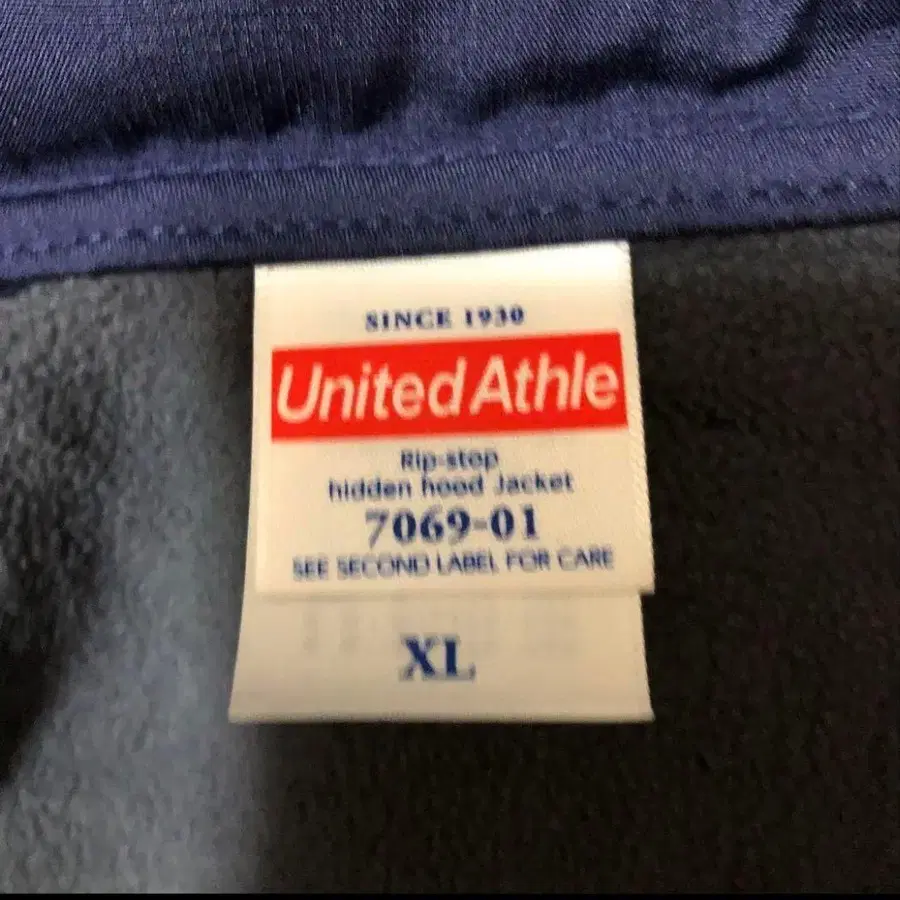 SINCE 1930
United Athle
Rip-stop
hidden hood Jacket
7069-01
SEE SECOND LABEL FOR CARE
XL